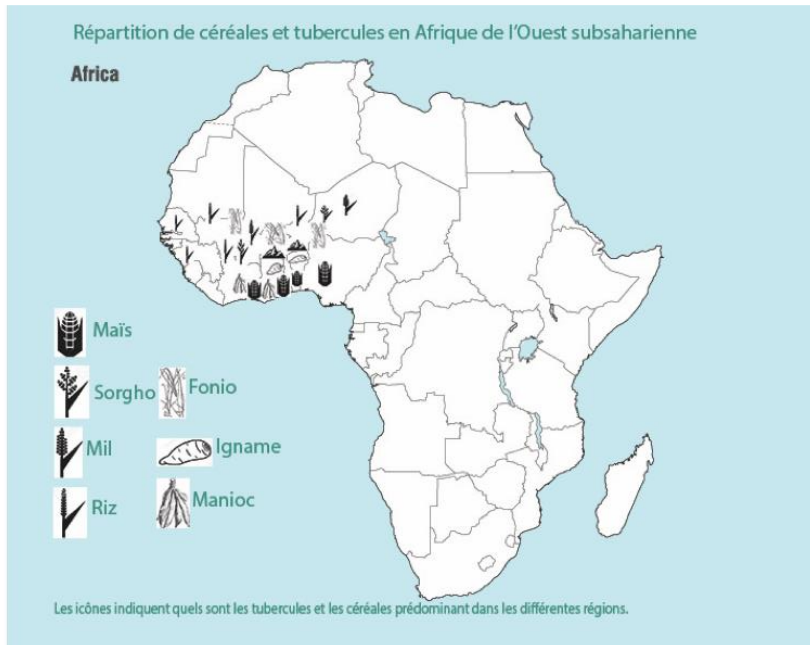 Répartition de céréales et tubercules en Afrique de l'Ouest subsaharienne
Africa
Maïs
Sorgho
Fonio
Mil
Igname
Riz
Manioc
Les icônes indiquent quels sont les tubercules et les céréales prédominant dans les différentes régions.